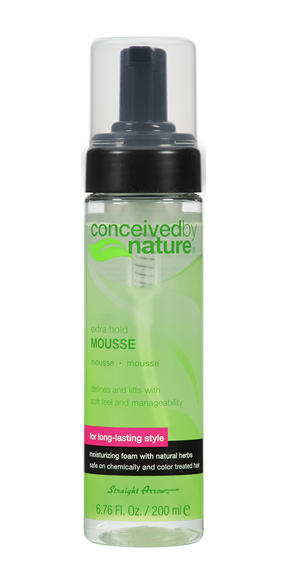 conceivedby
nature®
extra hold
MOUSSE
mousse • mousse
defines and lifts with
soft feel and manageability
for long-lasting style
moisturizing foam with natural herbs
safe on chemically and color treated hair
Straight Arrow
6.76 Fl. Oz. / 200 ml ℮